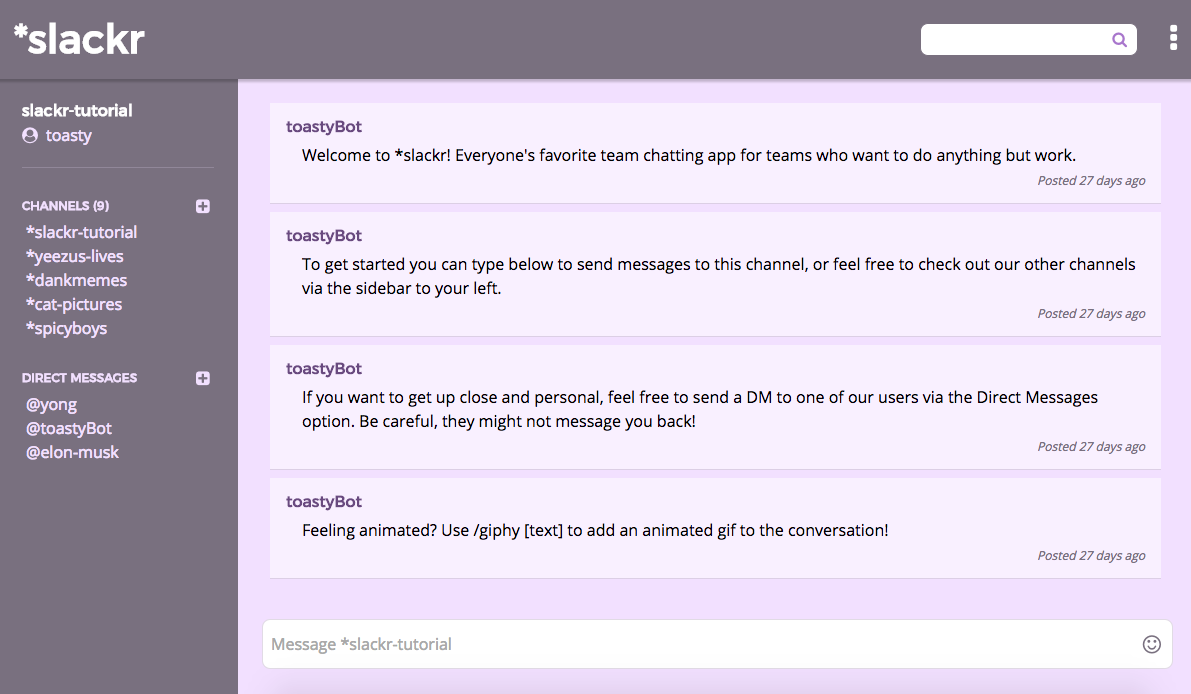 *slackr
slackr-tutorial
toasty
CHANNELS (9)
*slackr-tutorial
*yeezus-lives
*dankmemes
*cat-pictures
*spicyboys
DIRECT MESSAGES
@yong
@toastyBot
@elon-musk
toastyBot
Welcome to *slackr! Everyone's favorite team chatting app for teams who want to do anything but work.
Posted 27 days ago
toastyBot
To get started you can type below to send messages to this channel, or feel free to check out our other channels
via the sidebar to your left.
Posted 27 days ago
toastyBot
If you want to get up close and personal, feel free to send a DM to one of our users via the Direct Messages
option. Be careful, they might not message you back!
Posted 27 days ago
toastyBot
Feeling animated? Use /giphy [text] to add an animated gif to the conversation!
Posted 27 days ago
Message *slackr-tutorial